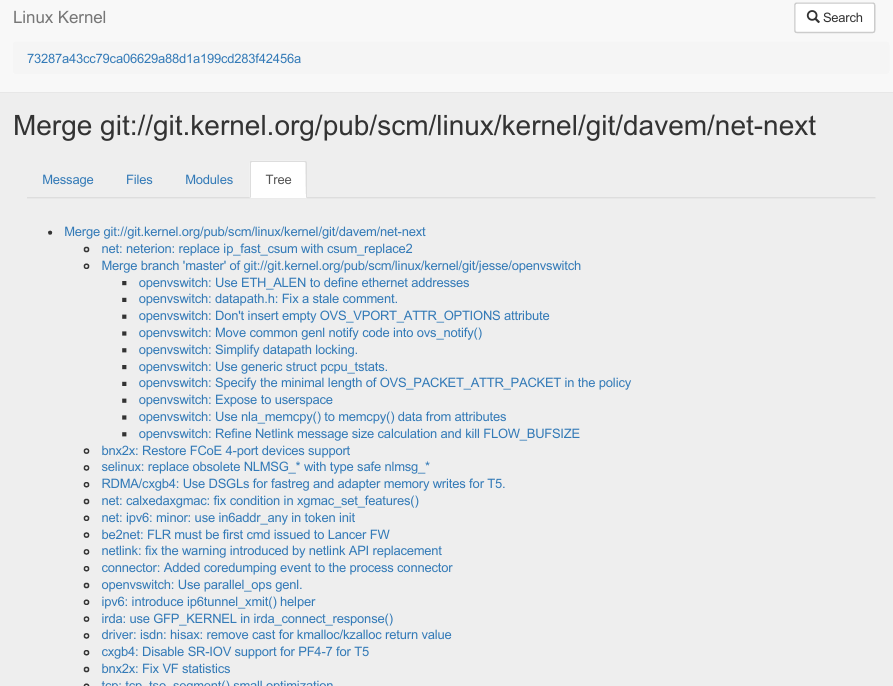 Linux Kernel
Search
73287a43cc79ca06629a88d1a199cd283f42456a
Merge git://git.kernel.org/pub/scm/linux/kernel/git/davem/net-next
Message Files Modules Tree
Merge git://git.kernel.org/pub/scm/linux/kernel/git/davem/net-next
net: neterion: replace ip_fast_csum with csum_replace2
Merge branch 'master' of git://git.kernel.org/pub/scm/linux/kernel/git/jesse/openvswitch
openvswitch: Use ETH_ALEN to define ethernet addresses
openvswitch: datapath.h: Fix a stale comment.
openvswitch: Don't insert empty OVS_VPORT_ATTR_OPTIONS attribute
openvswitch: Move common genl notify code into ovs_notify()
openvswitch: Simplify datapath locking.
openvswitch: Use generic struct pcpu_tstats.
openvswitch: Specify the minimal length of OVS_PACKET_ATTR_PACKET in the policy
openvswitch: Expose to userspace
openvswitch: Use nla_memcpy() to memcpy() data from attributes
openvswitch: Refine Netlink message size calculation and kill FLOW_BUFSIZE
bnx2x: Restore FCoE 4-port devices support
selinux: replace obsolete NLMSG_* with type safe nlmsg_*
RDMA/cxgb4: Use DSGLs for fastreg and adapter memory writes for T5.
net: calxedaxgmac: fix condition in xgmac_set_features()
net: ipv6: minor: use in6addr_any in token init
be2net: FLR must be first cmd issued to Lancer FW
netlink: fix the warning introduced by netlink API replacement
connector: Added coredumping event to the process connector
openvswitch: Use parallel_ops genl.
ipv6: introduce ip6tunnel_xmit() helper
irda: use GFP_KERNEL in irda_connect_response()
driver: isdn: hisax: remove cast for kmalloc/kzalloc return value
cxgb4: Disable SR-IOV support for PF4-7 for T5
bnx2x: Fix VF statistics
tcp: tcp_tso_segment() small optimization